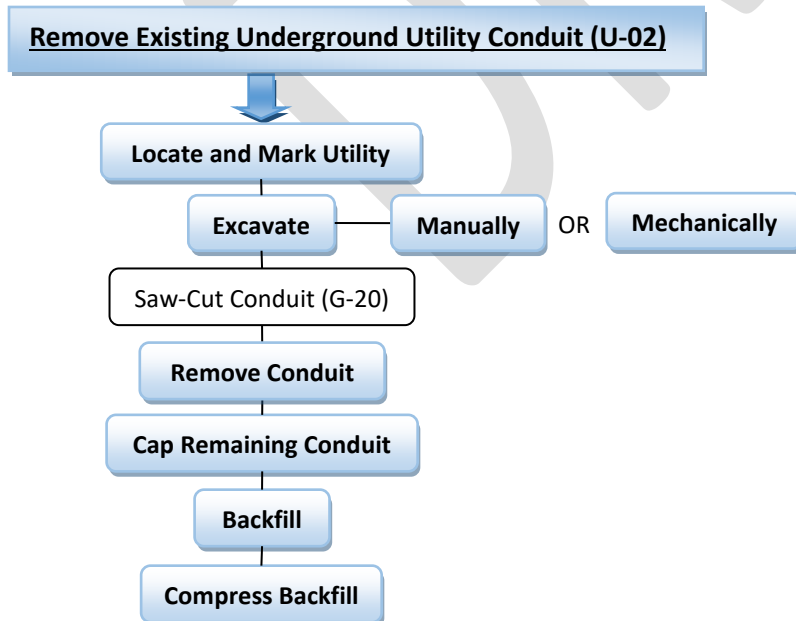 Remove Existing Underground Utility Conduit (U-02)
Locate and Mark Utility
Excavate Manually OR Mechanically
Saw-Cut Conduit (G-20)
Remove Conduit
Cap Remaining Conduit
Backfill
Compress Backfill